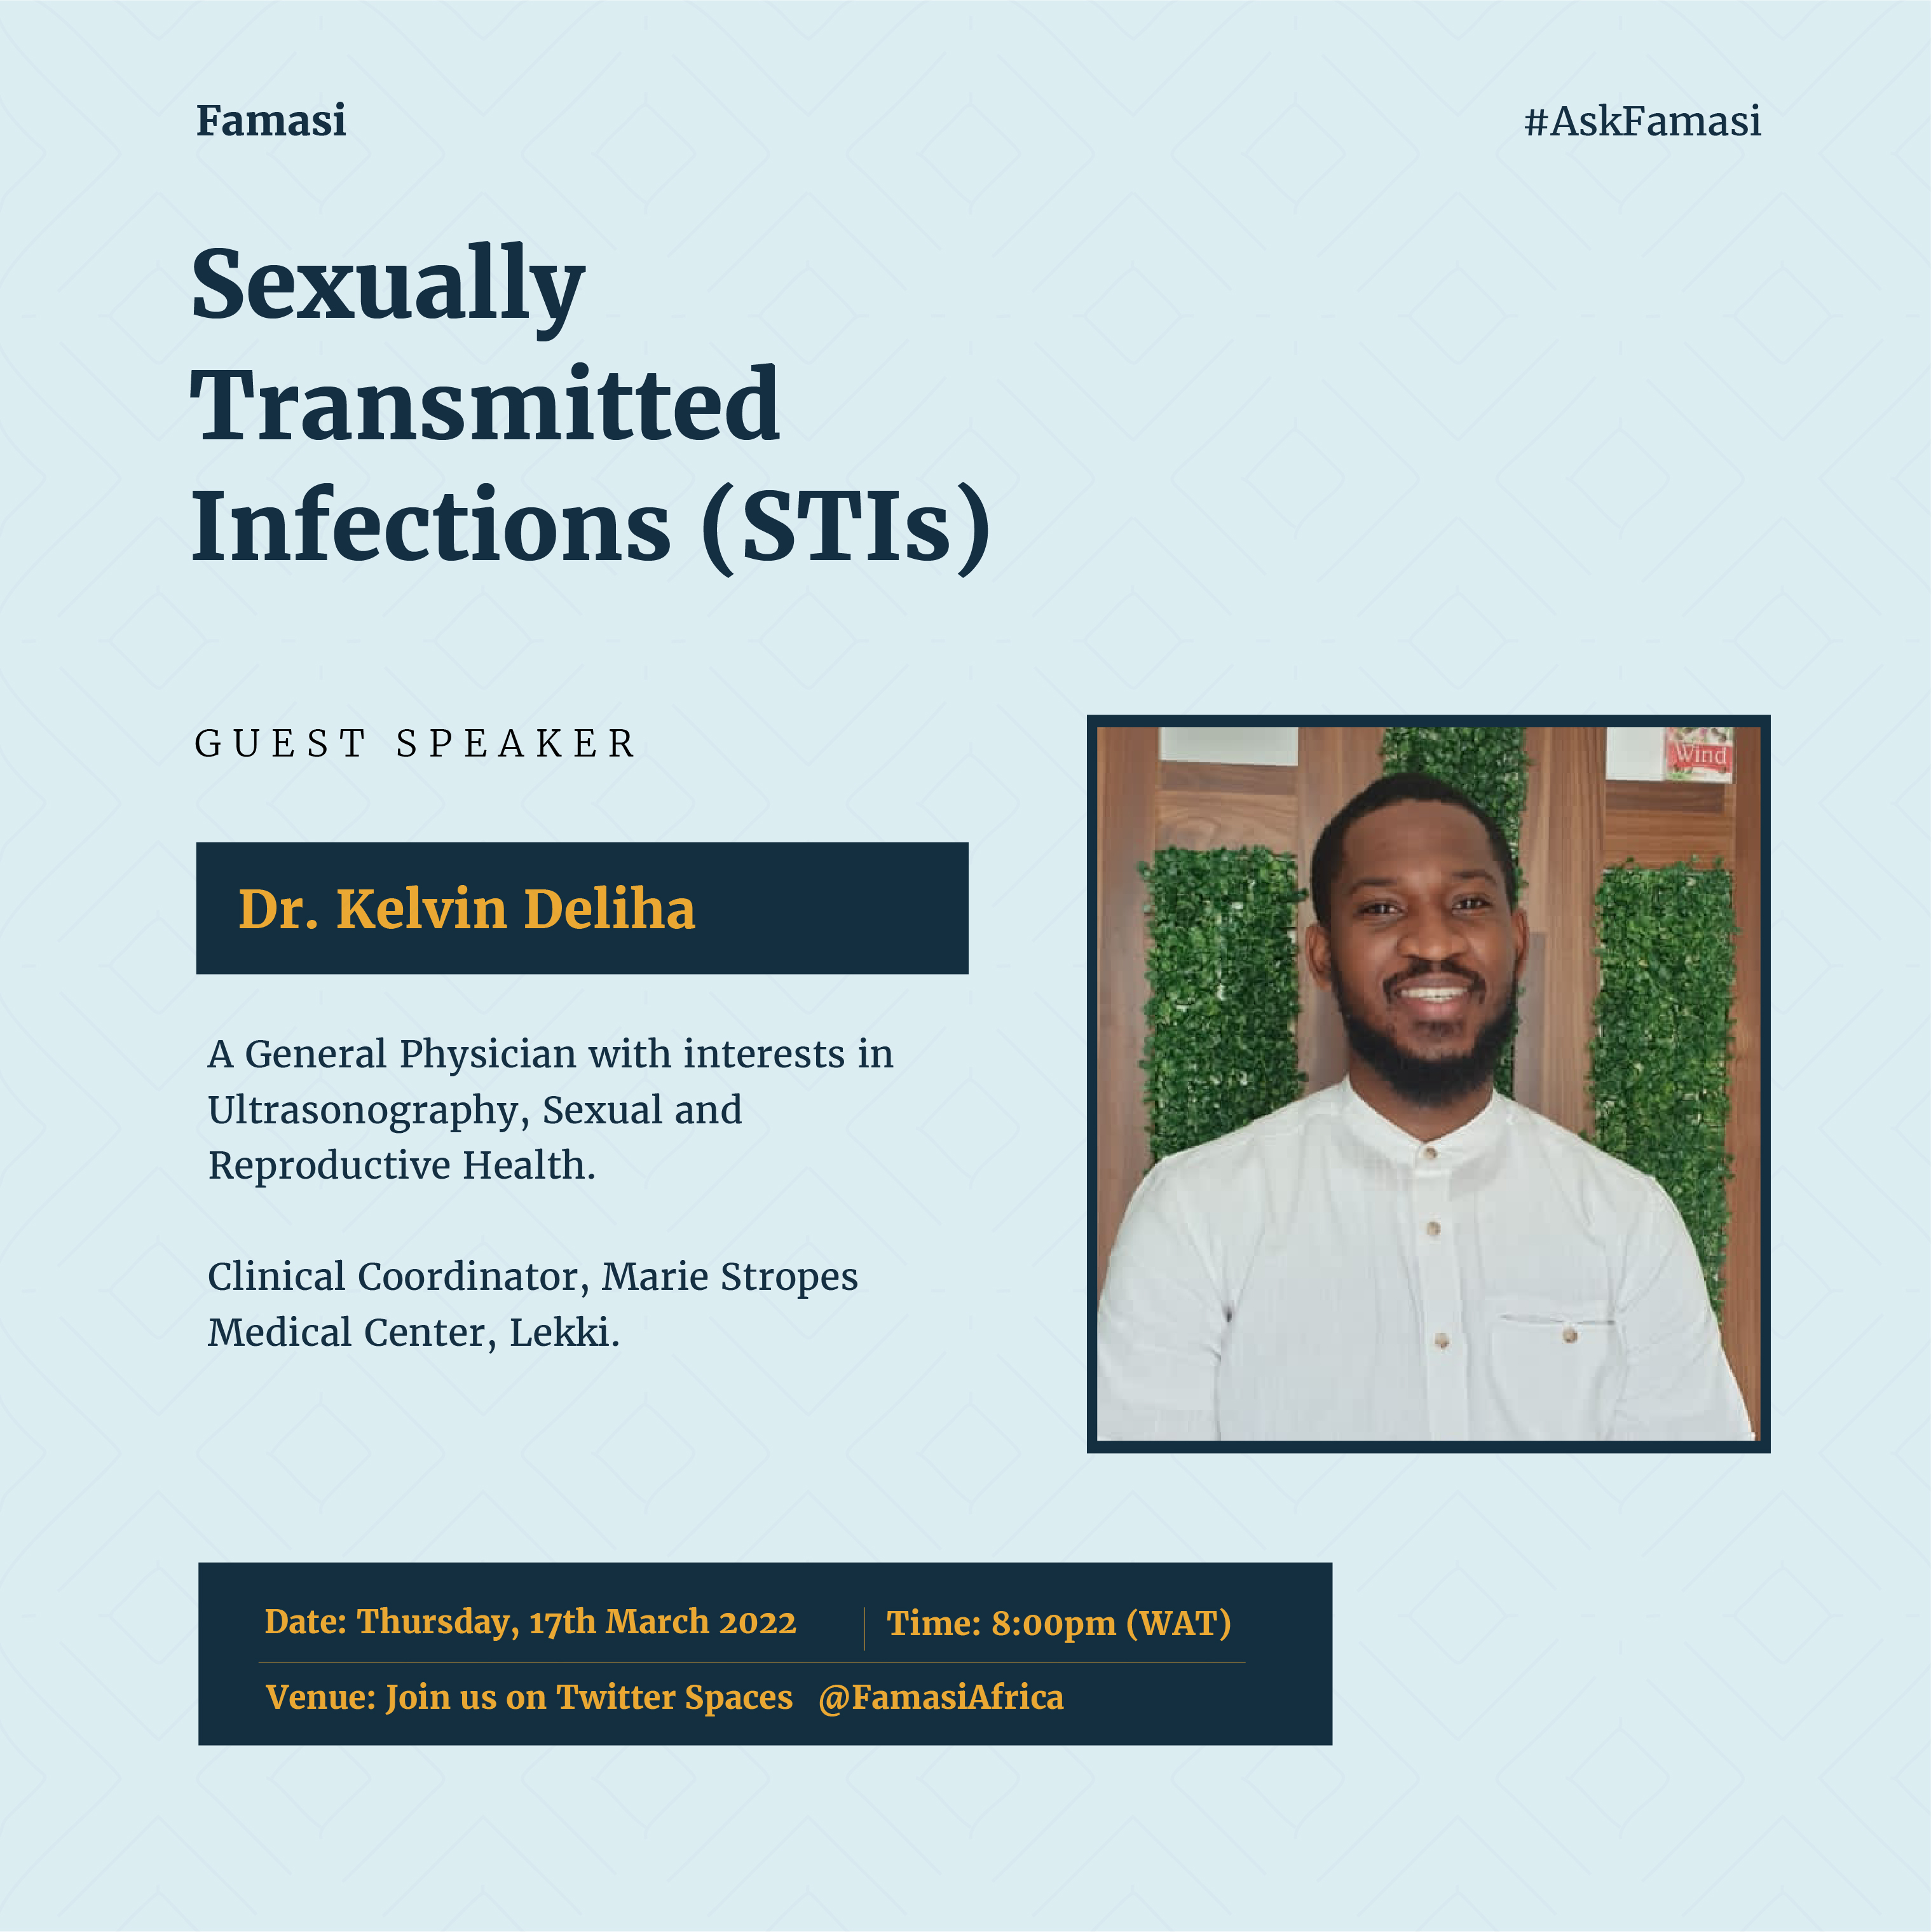 Famasi
#AskFamasi
Sexually
Transmitted
Infections (STIs)
GUEST SPEAKER
Dr. Kelvin Deliha
A General Physician with interests in
Ultrasonography, Sexual and
Reproductive Health.
Clinical Coordinator, Marie Stropes
Medical Center, Lekki.
Wind
Date: Thursday, 17th March 2022
Time: 8:00pm (WAT)
Venue: Join us on Twitter Spaces @FamasiAfrica